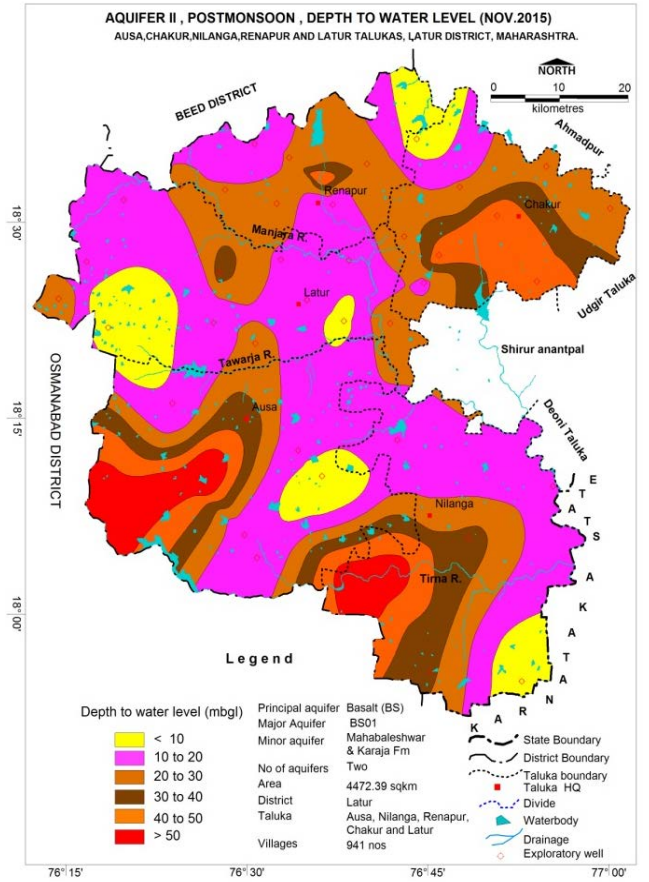 AQUIFER II , POSTMONSOON , DEPTH TO WATER LEVEL (NOV.2015)
AUSA,CHAKUR,NILANGA,RENAPUR AND LATUR TALUKAS, LATUR DISTRICT, MAHARASHTRA.
NORTH
0 10 20
kilometres
BEED DISTRICT
Ahmadpur
Renapur
Chakur
18°30'
Manjara R.
Latur
Udgir Taluka
Shirur anantpal
Tawarja R.
OSMANABAD DISTRICT
Ausa
18°15'
Deoni Taluka
Nilanga
Tirna R.
18°00'
KARNATAKA STATE
Legend
Depth to water level (mbgl)
< 10
10 to 20
20 to 30
30 to 40
40 to 50
> 50
Principal aquifer Basalt (BS)
Major Aquifer BS01
Minor aquifer Mahabaleshwar
& Karaja Fm
No of aquifers Two
Area 4472.39 sqkm
District Latur
Taluka Ausa, Nilanga, Renapur,
Chakur and Latur
Villages 941 nos
State Boundary
District Boundary
Taluka boundary
Taluka HQ
Divide
Waterbody
Drainage
Exploratory well
76°15' 76°30' 76°45' 77°00'